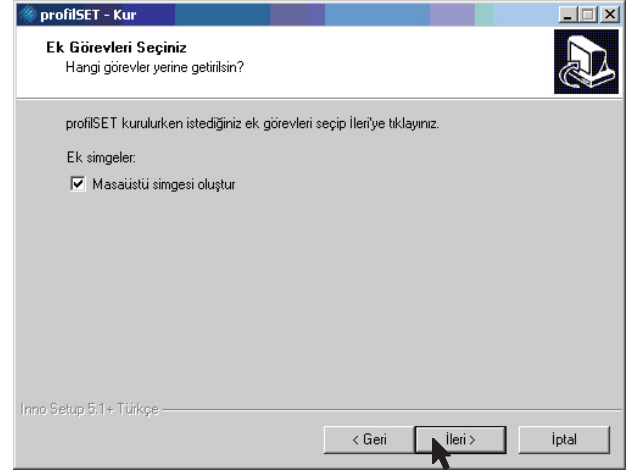 profilSET - Kur
Ek Görevleri Seçiniz
Hangi görevler yerine getirilsin?
profilSET kurulurken istediğiniz ek görevleri seçip İleri'ye tıklayınız.
Ek simgeler:
Masaüstü simgesi oluştur
Inno Setup 5.1+ Türkçe
< Geri
İleri >
İptal